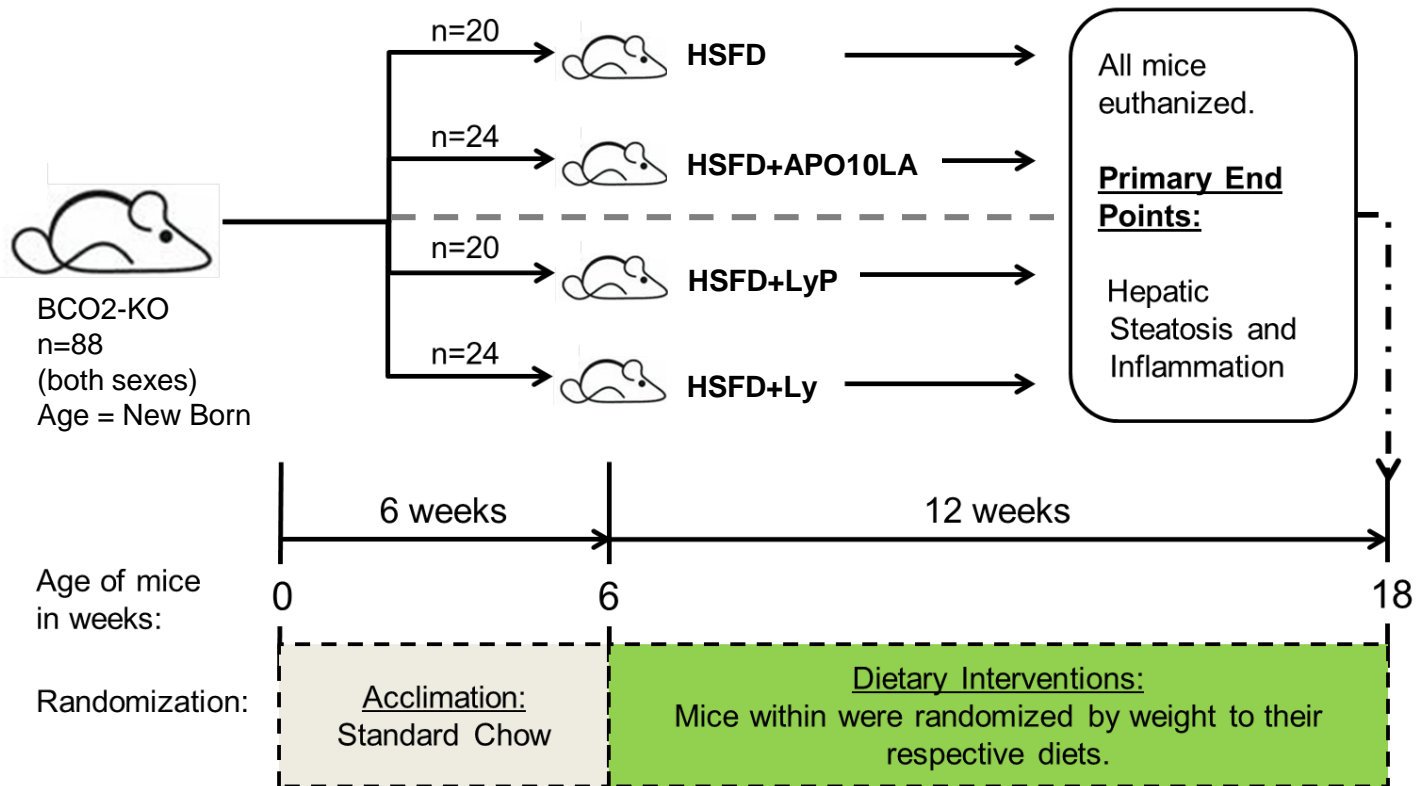 n=20
HSFD
n=24
HSFD+APO10LA
n=20
HSFD+LyP
n=24
HSFD+Ly
BCO2-KO
n=88
(both sexes)
Age = New Born
All mice
euthanized.
Primary End
Points:
Hepatic
Steatosis and
Inflammation
6 weeks
12 weeks
Age of mice
in weeks:
0
6
18
Randomization:
Acclimation:
Standard Chow
Dietary Interventions:
Mice within were randomized by weight to their
respective diets.